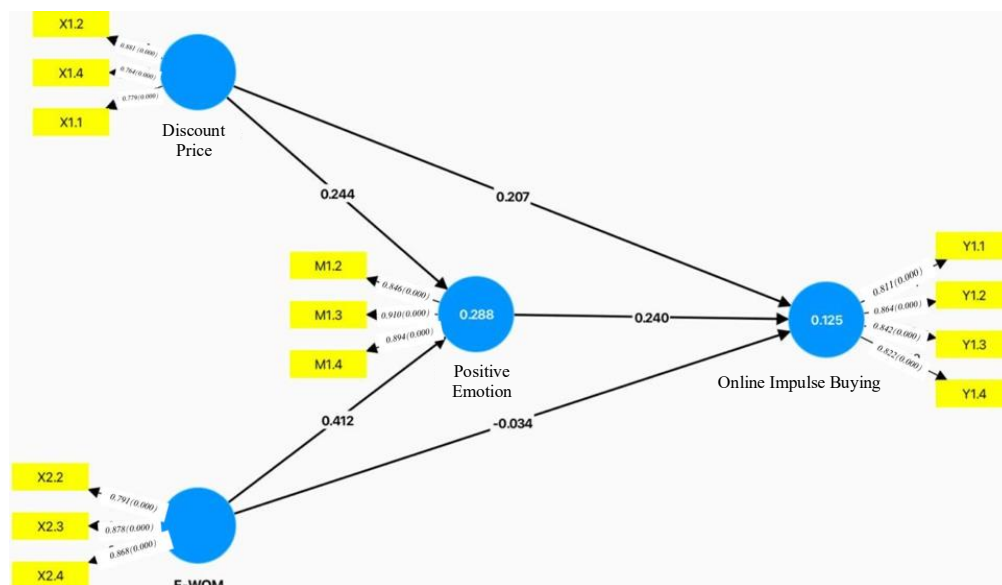 X1.2
0.881(0.000)
X1.4
0.764(0.000)
X1.1
0.779(0.000)
Discount
Price
0.244
0.207
M1.2
0.846(0.000)
M1.3
0.910(0.000)
M1.4
0.894(0.000)
0.288
Positive
Emotion
0.240
Y1.1
0.811(0.000)
Y1.2
0.864(0.000)
Y1.3
0.842(0.000)
Y1.4
0.822(0.000)
0.125
Online Impulse Buying
0.412
-0.034
X2.2
0.791(0.000)
X2.3
0.878(0.000)
X2.4
0.868(0.000)
E-WOM